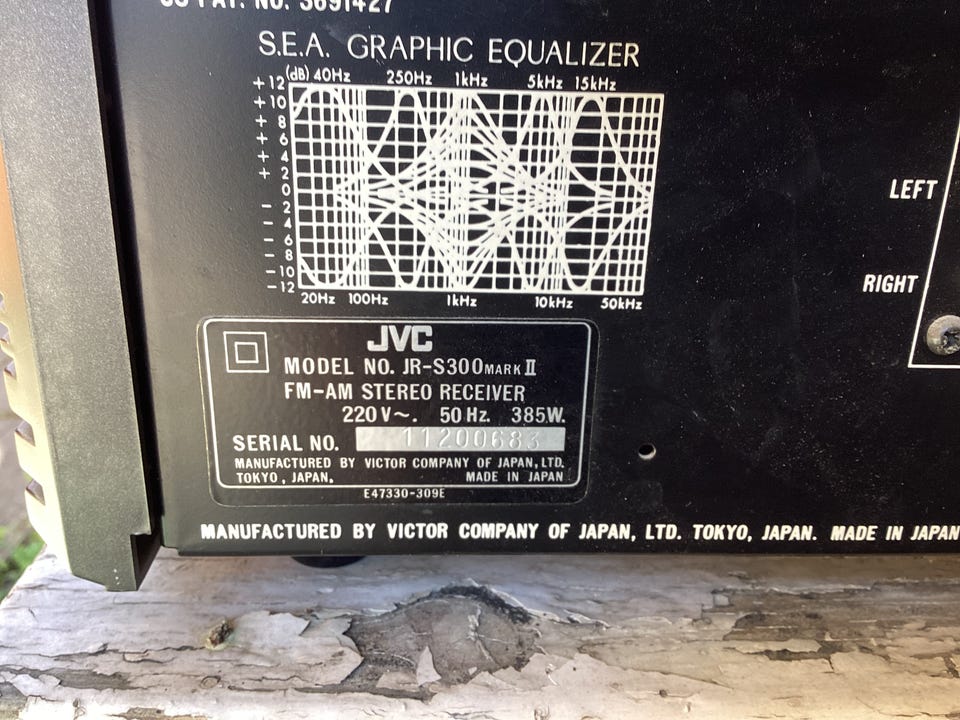 PAT. NO. 3691427
S.E.A. GRAPHIC EQUALIZER
(dB) 40Hz 250Hz 1kHz 5kHz 15kHz
+12
+10
+ 8
+ 6
+ 4
+ 2
0
− 2
− 4
− 6
− 8
−10
−12
20Hz 100Hz 1kHz 10kHz 50kHz
LEFT
RIGHT
JVC
MODEL NO. JR-S300 MARK II
FM-AM STEREO RECEIVER
220V~. 50Hz. 385W.
SERIAL NO. 11200683
MANUFACTURED BY VICTOR COMPANY OF JAPAN, LTD.
TOKYO, JAPAN. MADE IN JAPAN
E47330-309E
MANUFACTURED BY VICTOR COMPANY OF JAPAN, LTD. TOKYO, JAPAN. MADE IN JAPAN